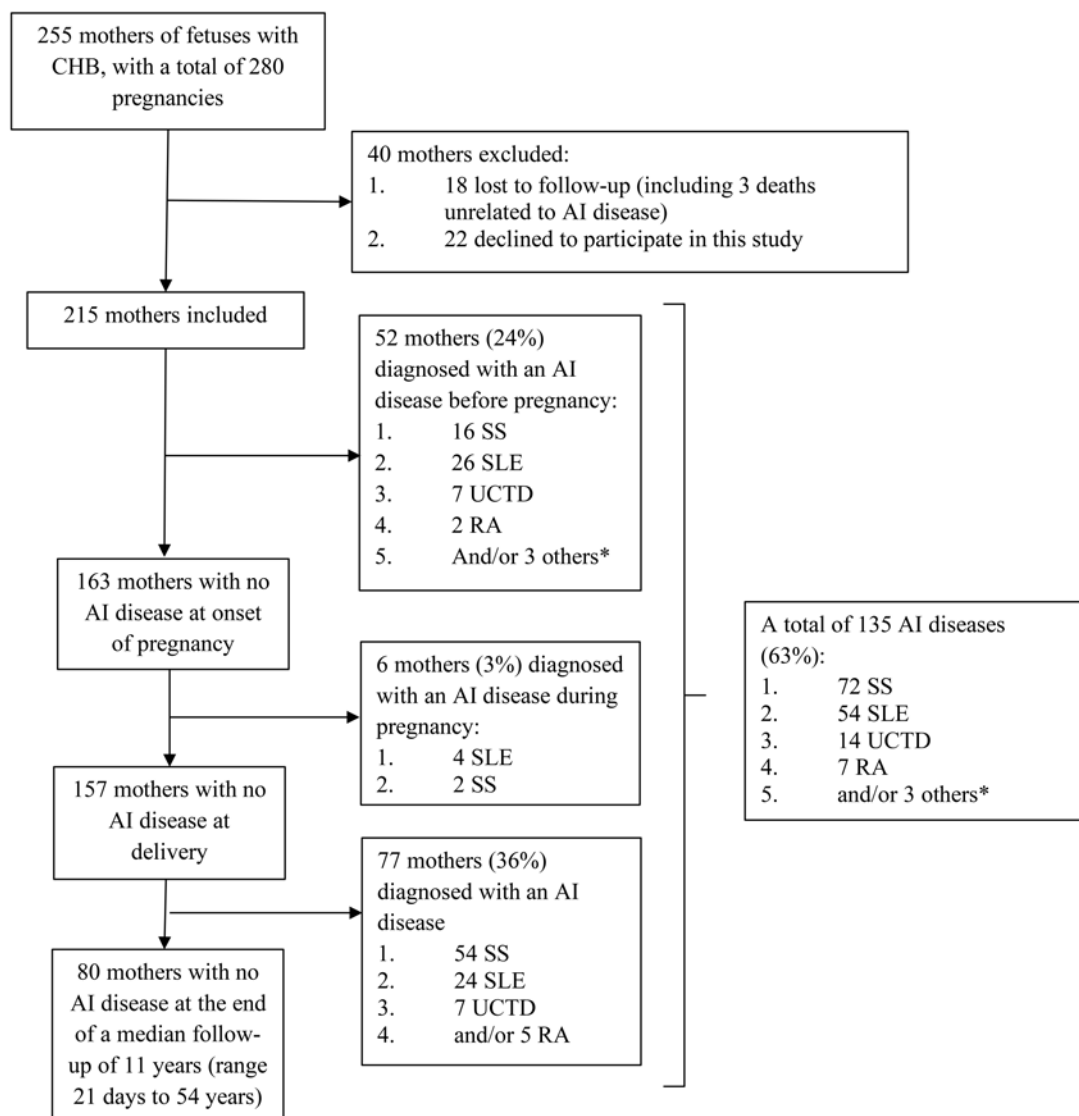 255 mothers of fetuses with
CHB, with a total of 280
pregnancies
40 mothers excluded:
1. 18 lost to follow-up (including 3 deaths
unrelated to AI disease)
2. 22 declined to participate in this study
215 mothers included
52 mothers (24%)
diagnosed with an AI
disease before pregnancy:
1. 16 SS
2. 26 SLE
3. 7 UCTD
4. 2 RA
5. And/or 3 others*
163 mothers with no
AI disease at onset
of pregnancy
6 mothers (3%) diagnosed
with an AI disease during
pregnancy:
1. 4 SLE
2. 2 SS
157 mothers with no
AI disease at
delivery
77 mothers (36%)
diagnosed with an AI
disease
1. 54 SS
2. 24 SLE
3. 7 UCTD
4. and/or 5 RA
80 mothers with no
AI disease at the end
of a median follow-
up of 11 years (range
21 days to 54 years)
A total of 135 AI diseases
(63%):
1. 72 SS
2. 54 SLE
3. 14 UCTD
4. 7 RA
5. and/or 3 others*